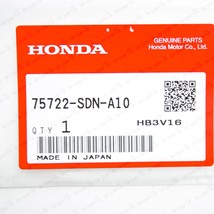 HONDA
GENUINE PARTS
Honda Motor Co., Ltd.
75722-SDN-A10
QTY 1
HB3V16
MADE IN JAPAN